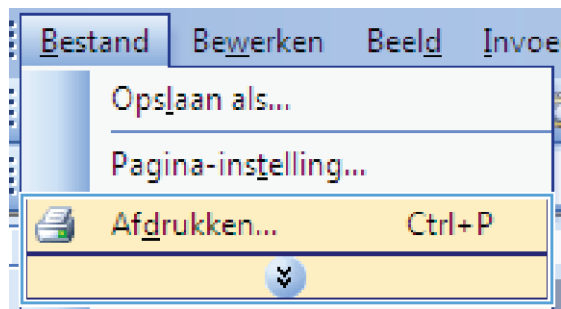 Bestand Bewerken Beeld Invoe
Opslaan als...
Pagina-instelling...
Afdrukken... Ctrl+P